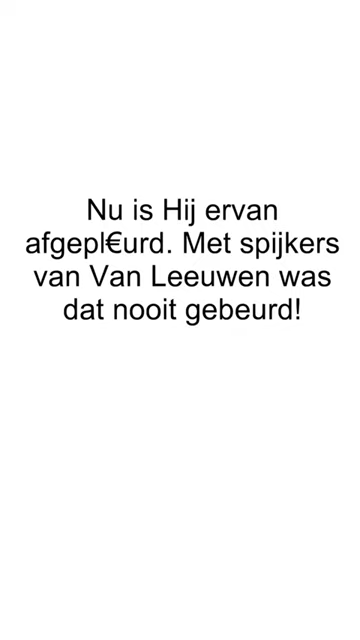 Nu is Hij ervan
afgepl€urd. Met spijkers
van Van Leeuwen was
dat nooit gebeurd!